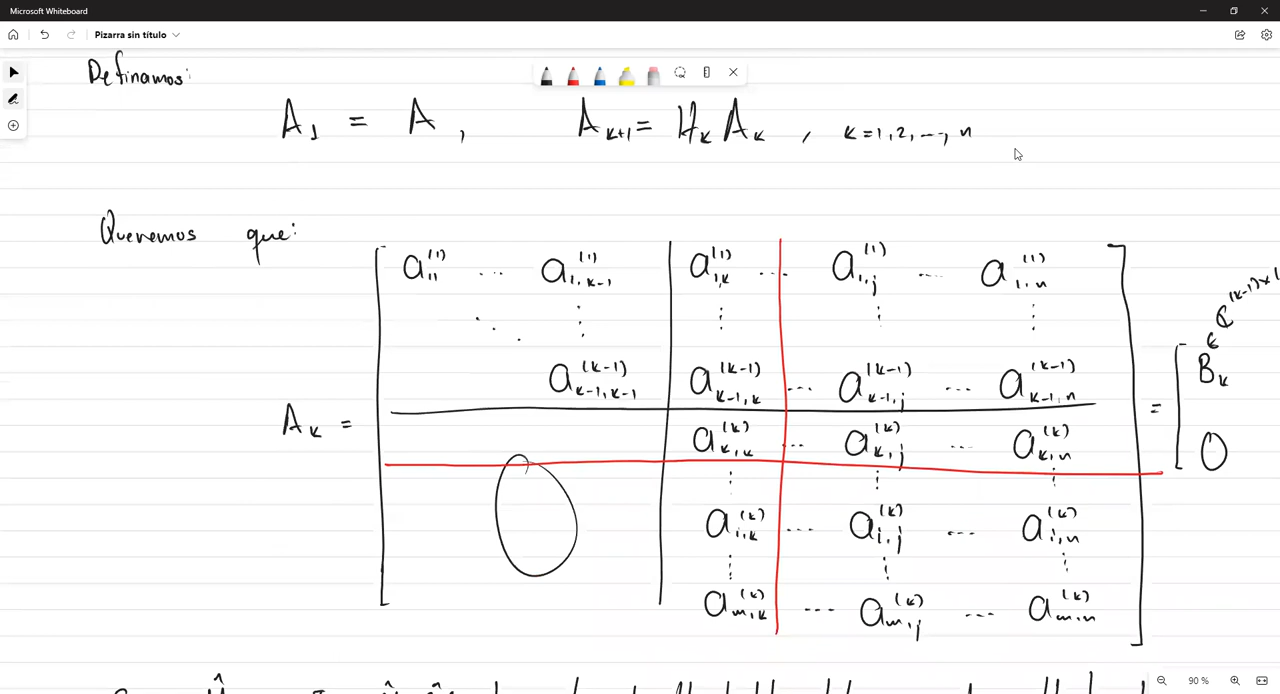 Microsoft Whiteboard
Pizarra sin título
Definamos:
A_1 = A, A_{k+1} = H_k A_k, k=1,2,...,n
Queremos que:
a_{11}^{(1)} ... a_{1,k-1}^{(1)} a_{1,k}^{(1)} ... a_{1,j}^{(1)} ... a_{1,n}^{(1)}
a_{k-1,k-1}^{(k-1)} a_{k-1,k}^{(k-1)} ... a_{k-1,j}^{(k-1)} ... a_{k-1,n}^{(k-1)}
A_k = [ ] = [ B_k ∈ ℂ^{(k-1)×(
0 a_{k,k}^{(k)} ... a_{k,j}^{(k)} ... a_{k,n}^{(k)} 0
a_{i,k}^{(k)} ... a_{i,j}^{(k)} ... a_{i,n}^{(k)}
a_{m,k}^{(k)} ... a_{m,j}^{(k)} ... a_{m,n}^{(k)}
90 %